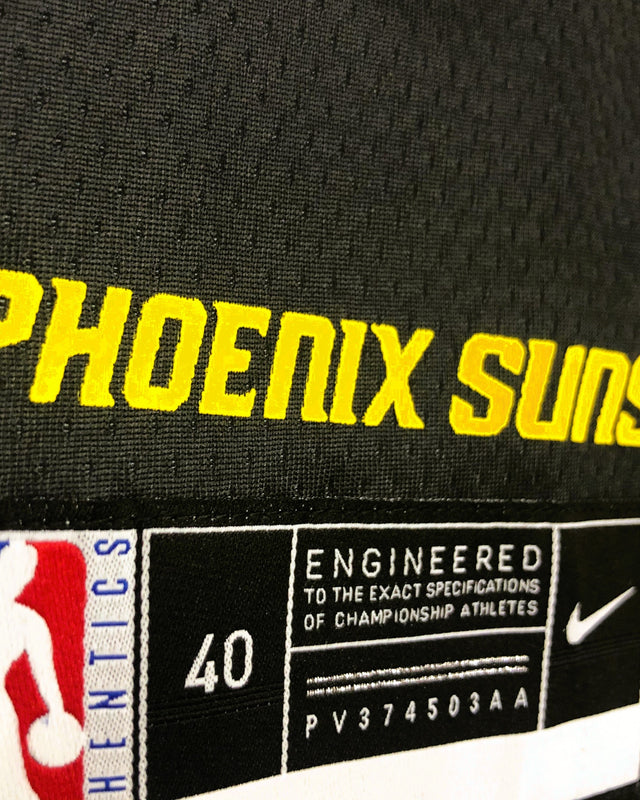 PHOENIX SUNS
HENTICS
40
ENGINEERED
TO THE EXACT SPECIFICATIONS
OF CHAMPIONSHIP ATHLETES
PV374503AA